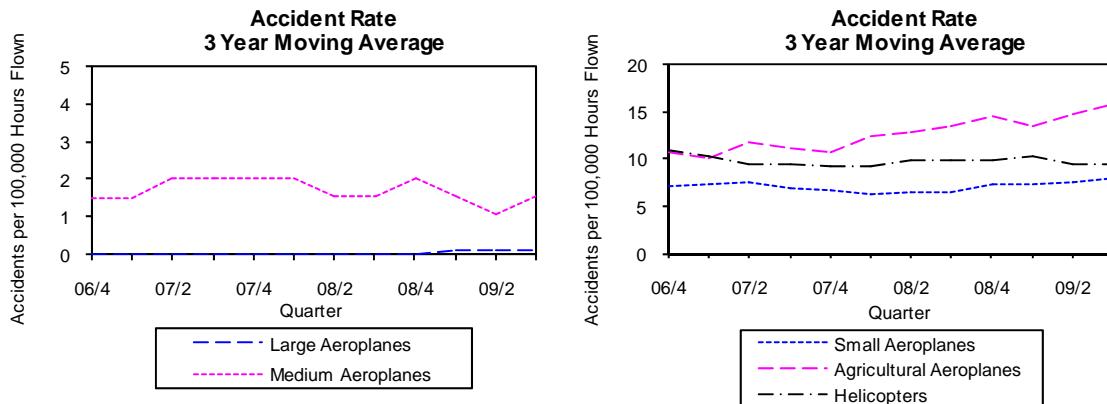 Accident Rate
3 Year Moving Average
Accidents per 100,000 Hours Flown
5
4
3
2
1
0
06/4 07/2 07/4 08/2 08/4 09/2
Quarter
Large Aeroplanes
Medium Aeroplanes
Accident Rate
3 Year Moving Average
Accidents per 100,000 Hours Flown
20
15
10
5
0
06/4 07/2 07/4 08/2 08/4 09/2
Quarter
Small Aeroplanes
Agricultural Aeroplanes
Helicopters